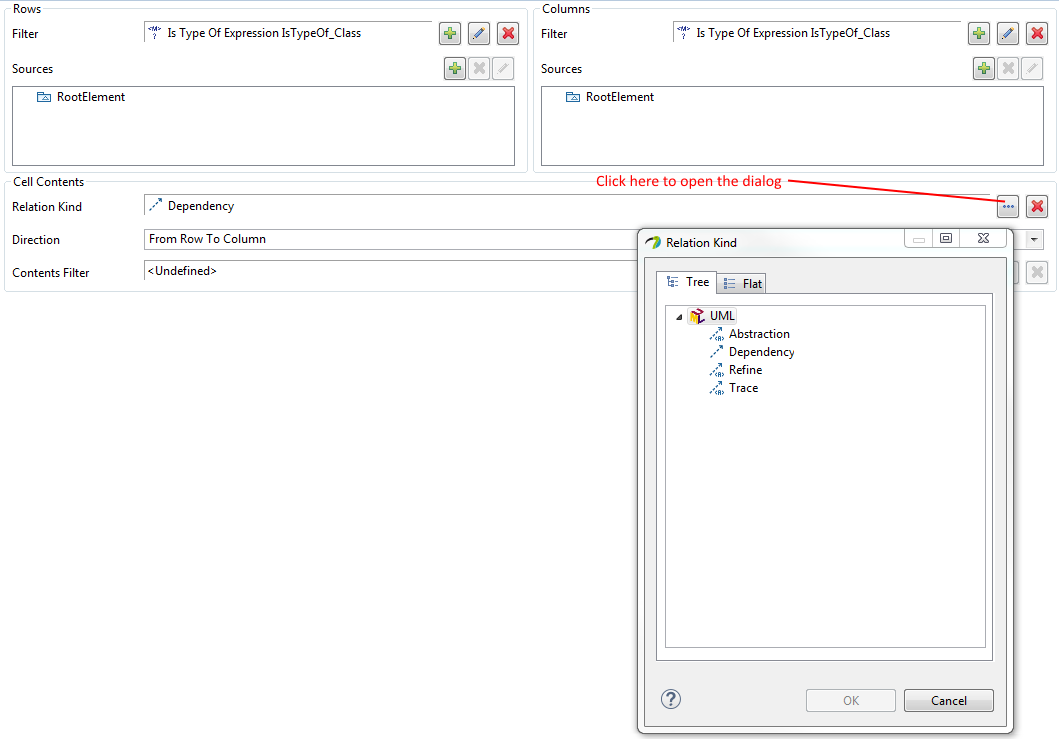 Rows
Filter
Is Type Of Expression IsTypeOf_Class
Sources
RootElement
Columns
Filter
Is Type Of Expression IsTypeOf_Class
Sources
RootElement
Cell Contents
Click here to open the dialog
Relation Kind
Dependency
Direction
From Row To Column
Contents Filter
<Undefined>
Relation Kind
Tree
Flat
UML
Abstraction
Dependency
Refine
Trace
OK
Cancel